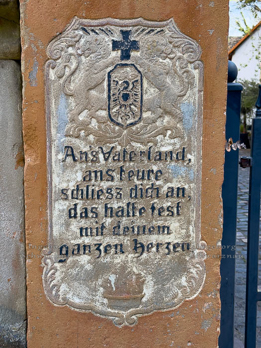 Ans Vaterland,
ans teure,
schliess dich an,
das halte fest
mit deinem
ganzen Herzen